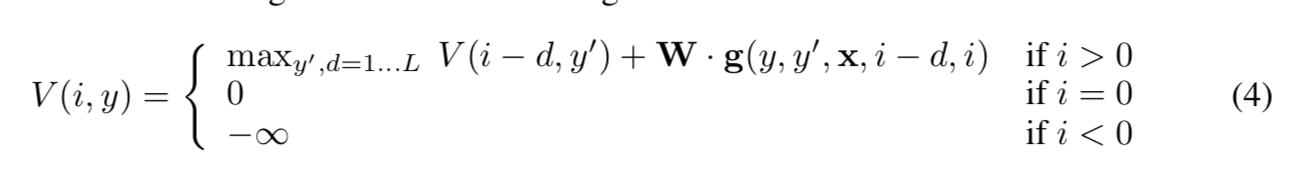 V(i, y) = { max_{y′,d=1...L} V(i − d, y′) + W · g(y, y′, x, i − d, i) if i > 0
0 if i = 0
−∞ if i < 0
(4)